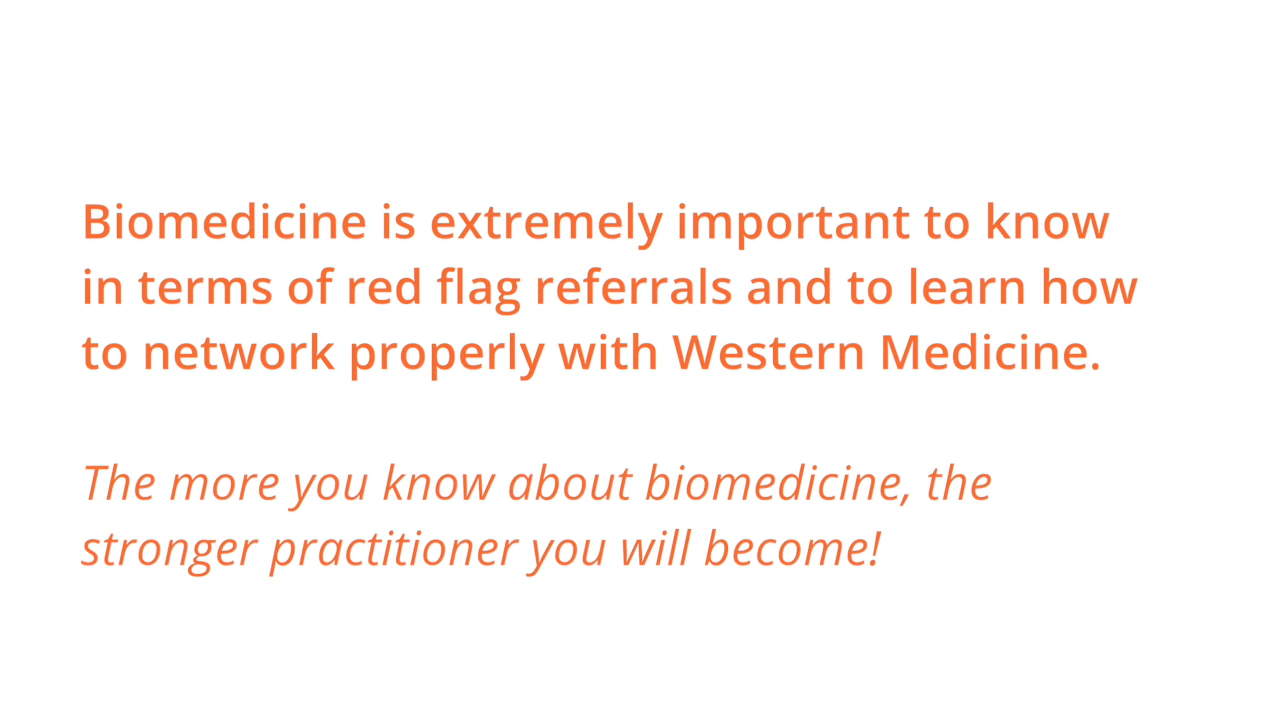 Biomedicine is extremely important to know
in terms of red flag referrals and to learn how
to network properly with Western Medicine.
The more you know about biomedicine, the
stronger practitioner you will become!